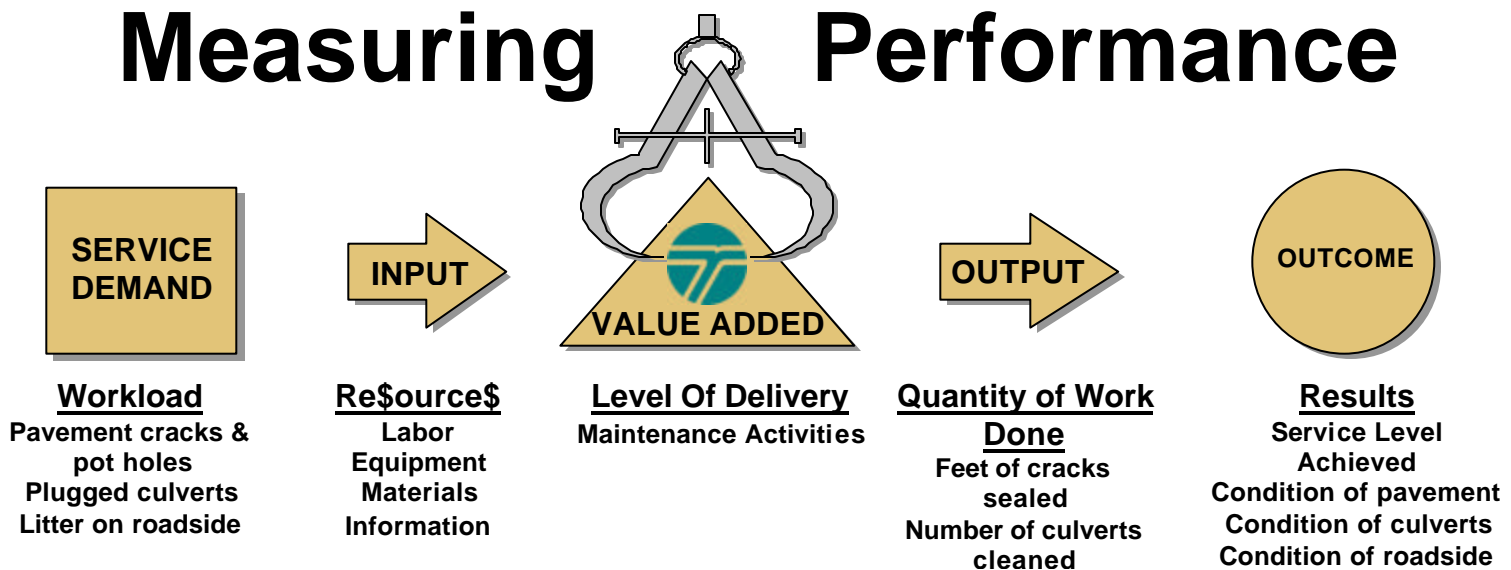 Measuring Performance
SERVICE
DEMAND
INPUT
VALUE ADDED
OUTPUT
OUTCOME
Workload
Pavement cracks &
pot holes
Plugged culverts
Litter on roadside
Re$ource$
Labor
Equipment
Materials
Information
Level Of Delivery
Maintenance Activities
Quantity of Work
Done
Feet of cracks
sealed
Number of culverts
cleaned
Results
Service Level
Achieved
Condition of pavement
Condition of culverts
Condition of roadside